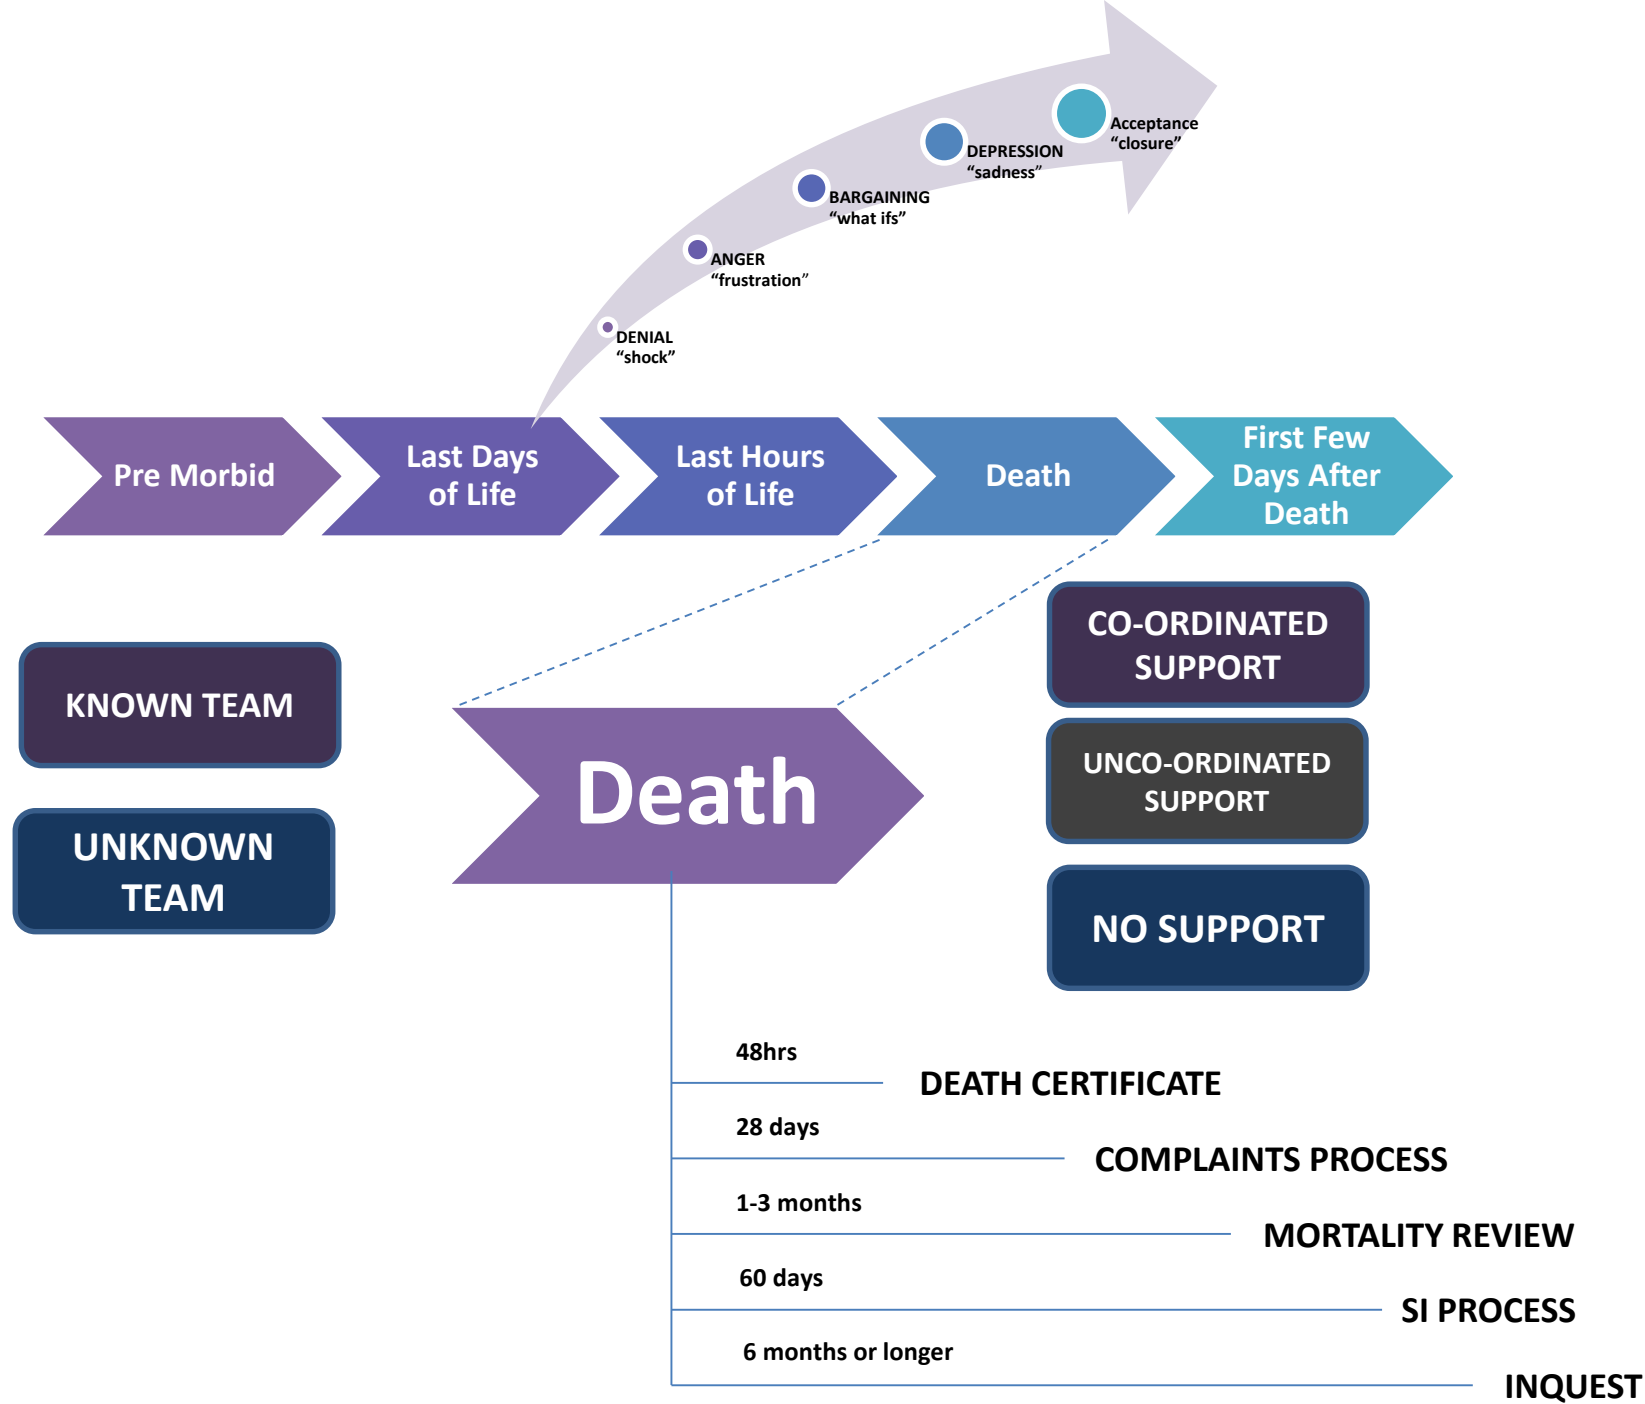 Acceptance
“closure”
DEPRESSION
“sadness”
BARGAINING
“what ifs”
ANGER
“frustration”
DENIAL
“shock”
Pre Morbid
Last Days
of Life
Last Hours
of Life
Death
First Few
Days After
Death
KNOWN TEAM
UNKNOWN
TEAM
Death
CO-ORDINATED
SUPPORT
UNCO-ORDINATED
SUPPORT
NO SUPPORT
48hrs
DEATH CERTIFICATE
28 days
COMPLAINTS PROCESS
1-3 months
MORTALITY REVIEW
60 days
SI PROCESS
6 months or longer
INQUEST